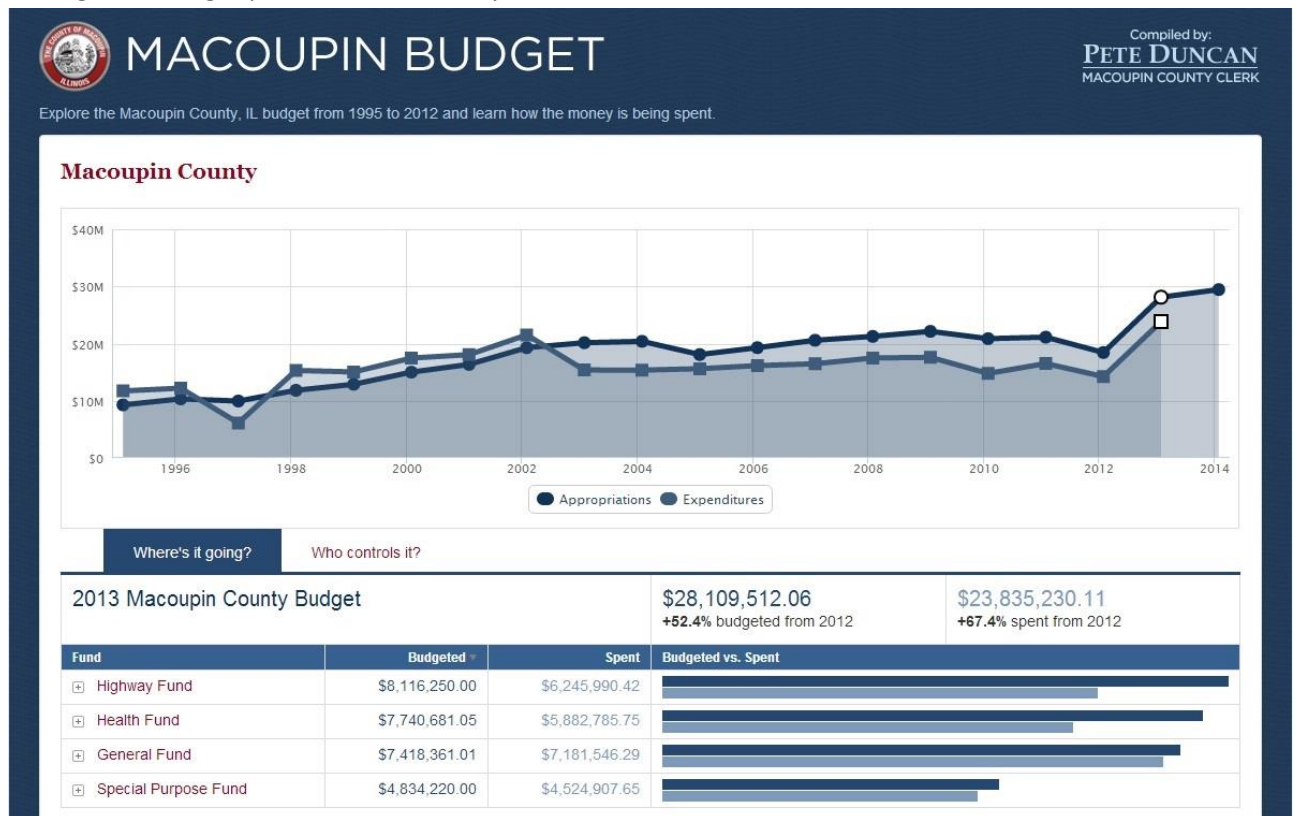 MACOUPIN BUDGET
Compiled by:
PETE DUNCAN
MACOUPIN COUNTY CLERK
Explore the Macoupin County, IL budget from 1995 to 2012 and learn how the money is being spent.
Macoupin County
$40M
$30M
$20M
$10M
$0
1996 1998 2000 2002 2004 2006 2008 2010 2012 2014
Appropriations Expenditures
Where's it going? Who controls it?
2013 Macoupin County Budget $28,109,512.06 $23,835,230.11
+52.4% budgeted from 2012 +67.4% spent from 2012
Fund Budgeted Spent Budgeted vs. Spent
Highway Fund $8,116,250.00 $6,245,990.42
Health Fund $7,740,681.05 $5,882,785.75
General Fund $7,418,361.01 $7,181,546.29
Special Purpose Fund $4,834,220.00 $4,524,907.65